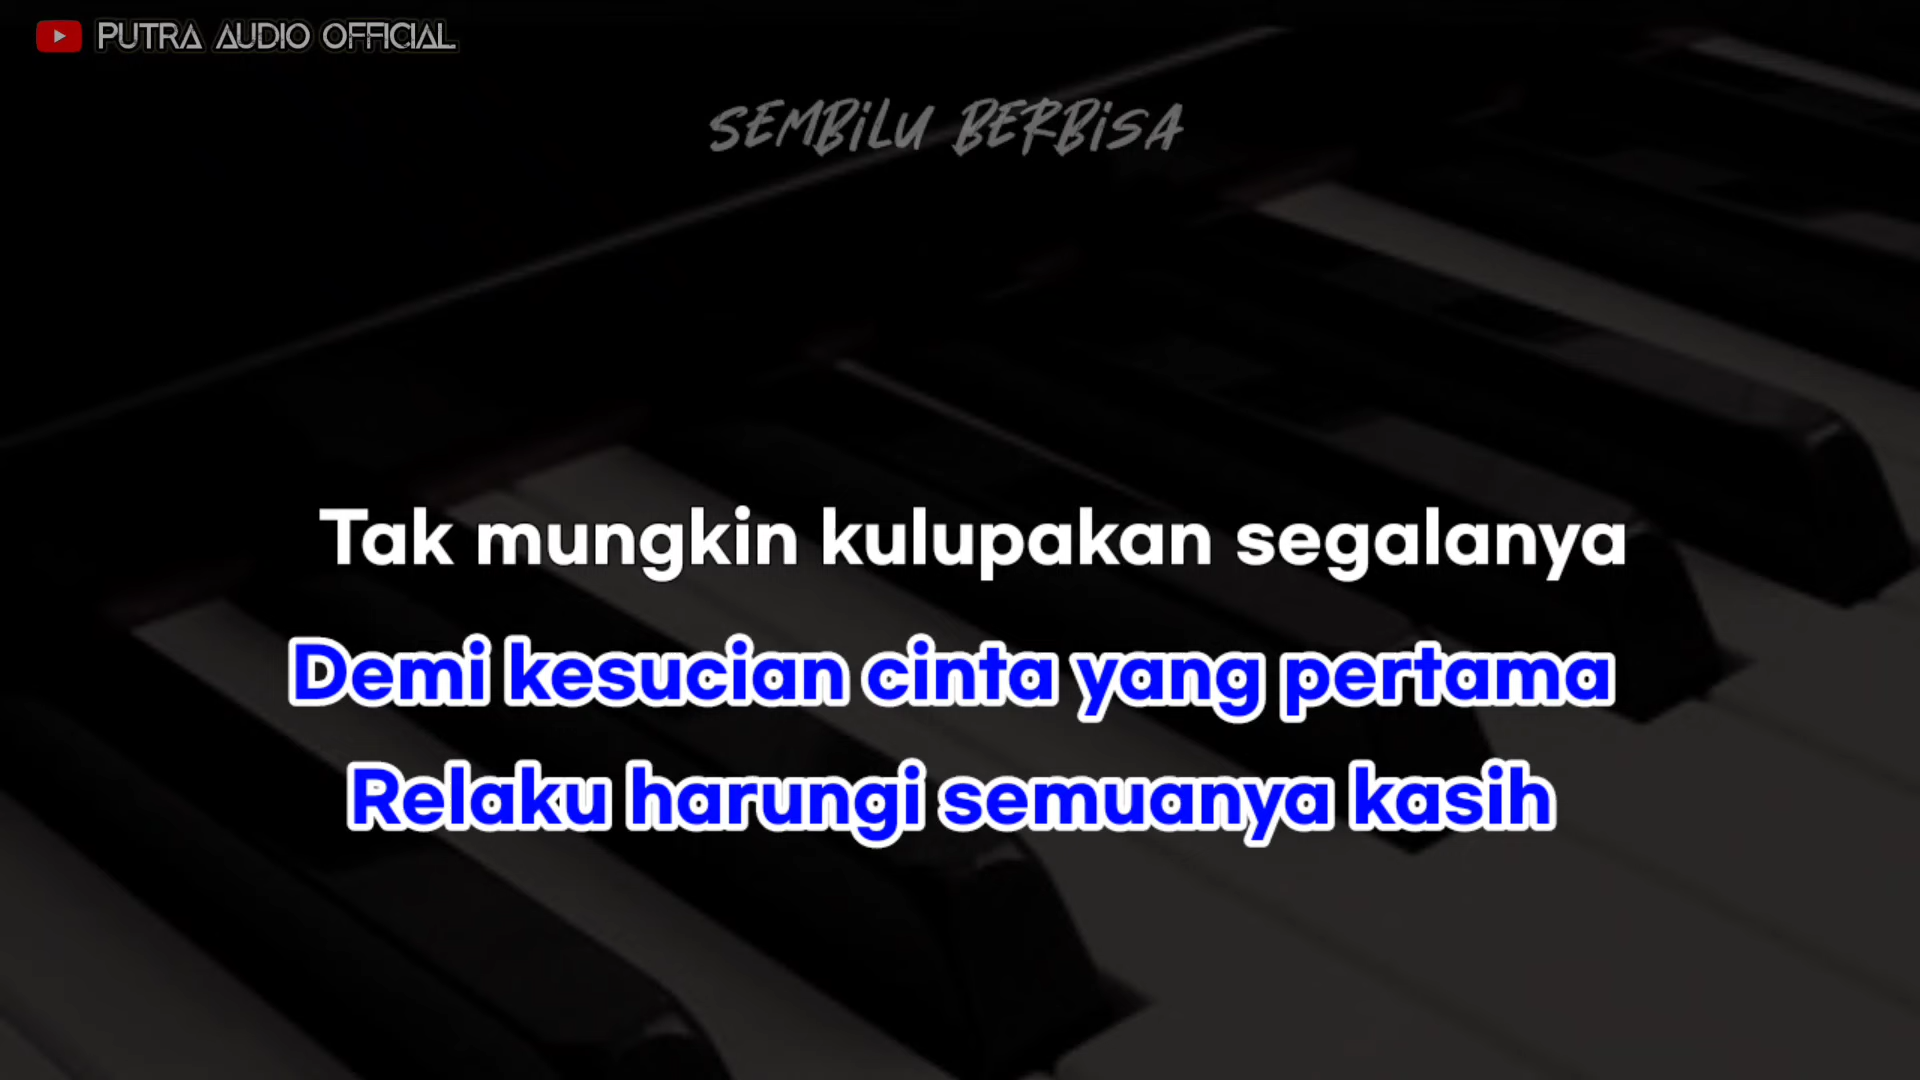 PUTRA AUDIO OFFICIAL
SEMBILU BERBISA
Tak mungkin kulupakan segalanya
Demi kesucian cinta yang pertama
Relaku harungi semuanya kasih